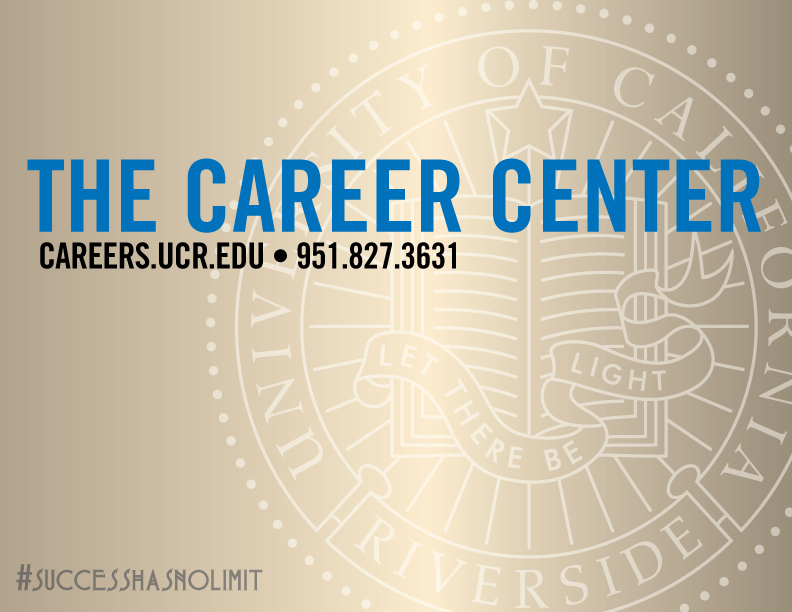 UNIVERSITY OF CALIFORNIA
THE CAREER CENTER
CAREERS.UCR.EDU • 951.827.3631
LET THERE BE LIGHT
RIVERSIDE
#SUCCESSHASNOLIMIT